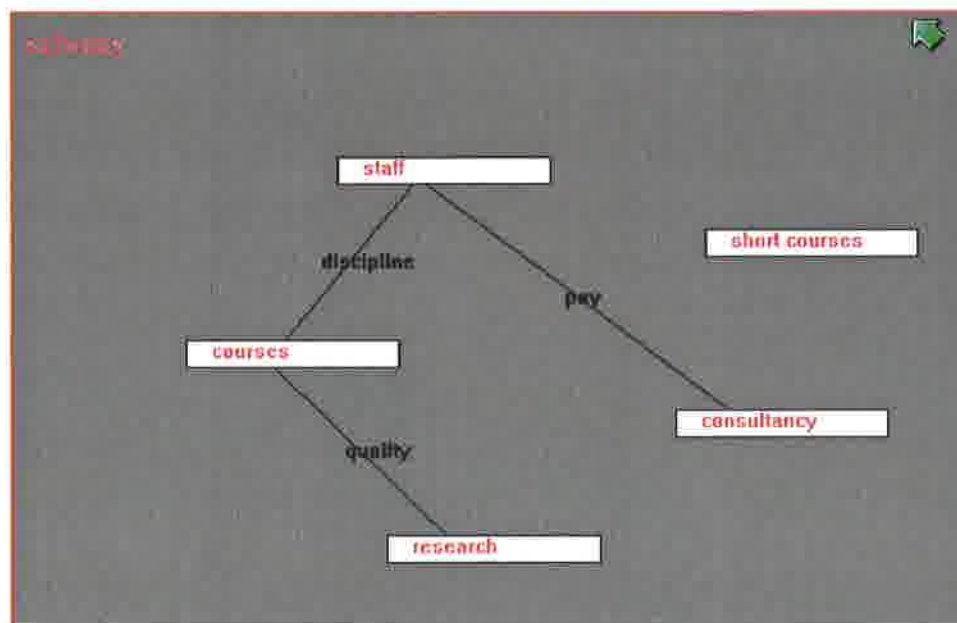 staff
short courses
discipline
pay
courses
consultancy
quality
research